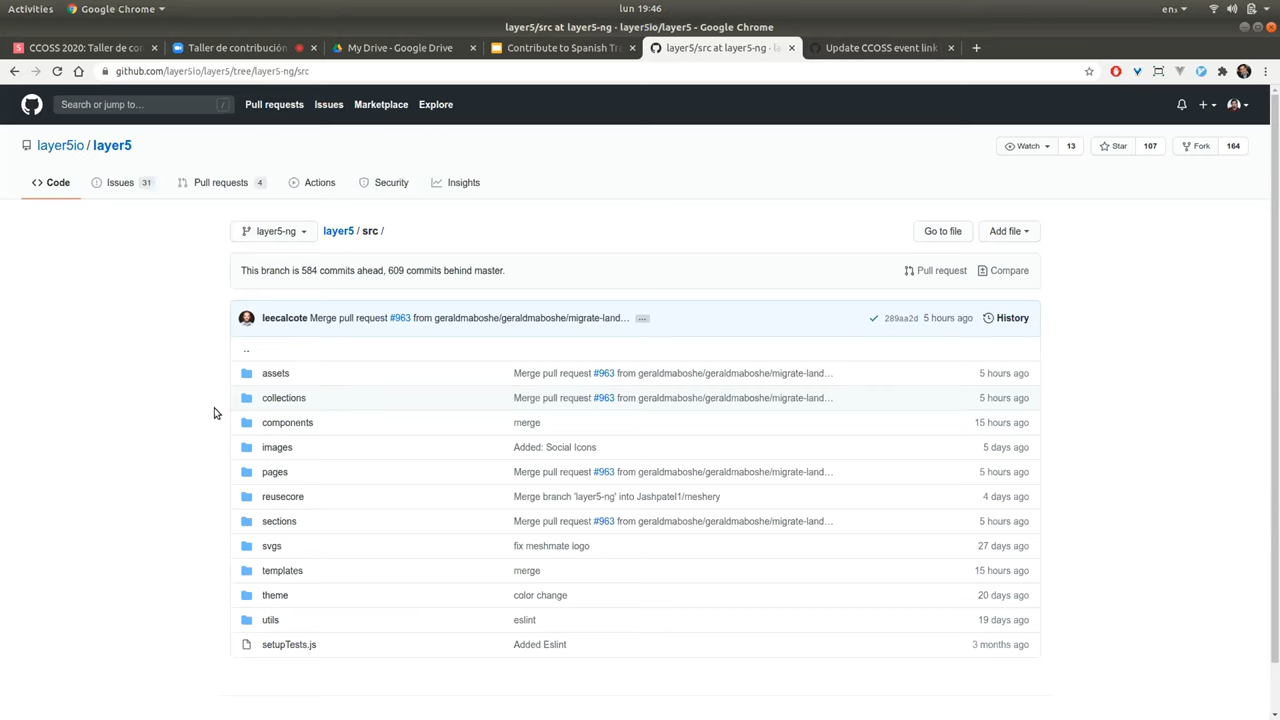 Activities Google Chrome lun 19:46 en₃
layer5/src at layer5-ng · layer5io/layer5 - Google Chrome
CCOSS 2020: Taller de co Taller de contribución My Drive - Google Drive Contribute to Spanish Tra layer5/src at layer5-ng · la Update CCOSS event link
github.com/layer5io/layer5/tree/layer5-ng/src
Search or jump to… / Pull requests Issues Marketplace Explore
layer5io / layer5 Watch 13 Star 107 Fork 164
Code Issues 31 Pull requests 4 Actions Security Insights
layer5-ng layer5 / src / Go to file Add file
This branch is 584 commits ahead, 609 commits behind master. Pull request Compare
leecalcote Merge pull request #963 from geraldmaboshe/geraldmaboshe/migrate-land… … 289aa2d 5 hours ago History
..
assets Merge pull request #963 from geraldmaboshe/geraldmaboshe/migrate-land… 5 hours ago
collections Merge pull request #963 from geraldmaboshe/geraldmaboshe/migrate-land… 5 hours ago
components merge 15 hours ago
images Added: Social Icons 5 days ago
pages Merge pull request #963 from geraldmaboshe/geraldmaboshe/migrate-land… 5 hours ago
reusecore Merge branch 'layer5-ng' into Jashpatel1/meshery 4 days ago
sections Merge pull request #963 from geraldmaboshe/geraldmaboshe/migrate-land… 5 hours ago
svgs fix meshmate logo 27 days ago
templates merge 15 hours ago
theme color change 20 days ago
utils eslint 19 days ago
setupTests.js Added Eslint 3 months ago